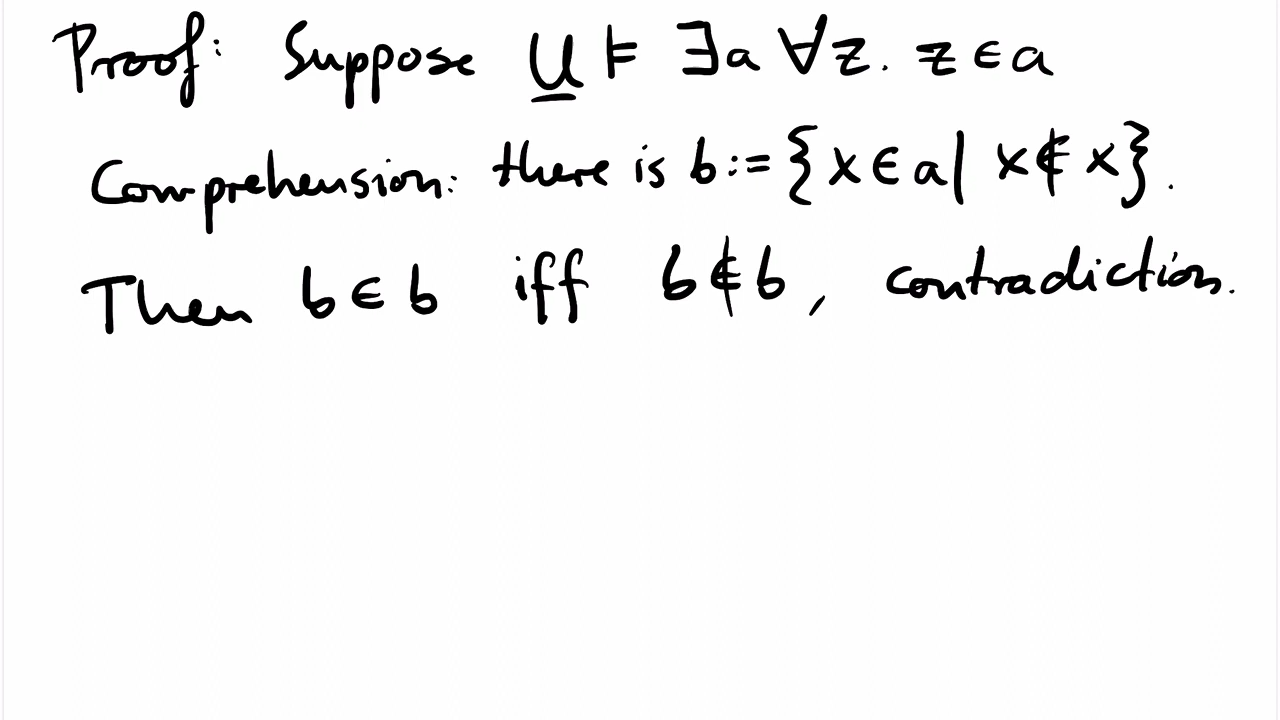 Proof: Suppose U ⊨ ∃a ∀z. z ∈ a
Comprehension: there is b := {x ∈ a | x ∉ x}.
Then b ∈ b iff b ∉ b, contradiction.